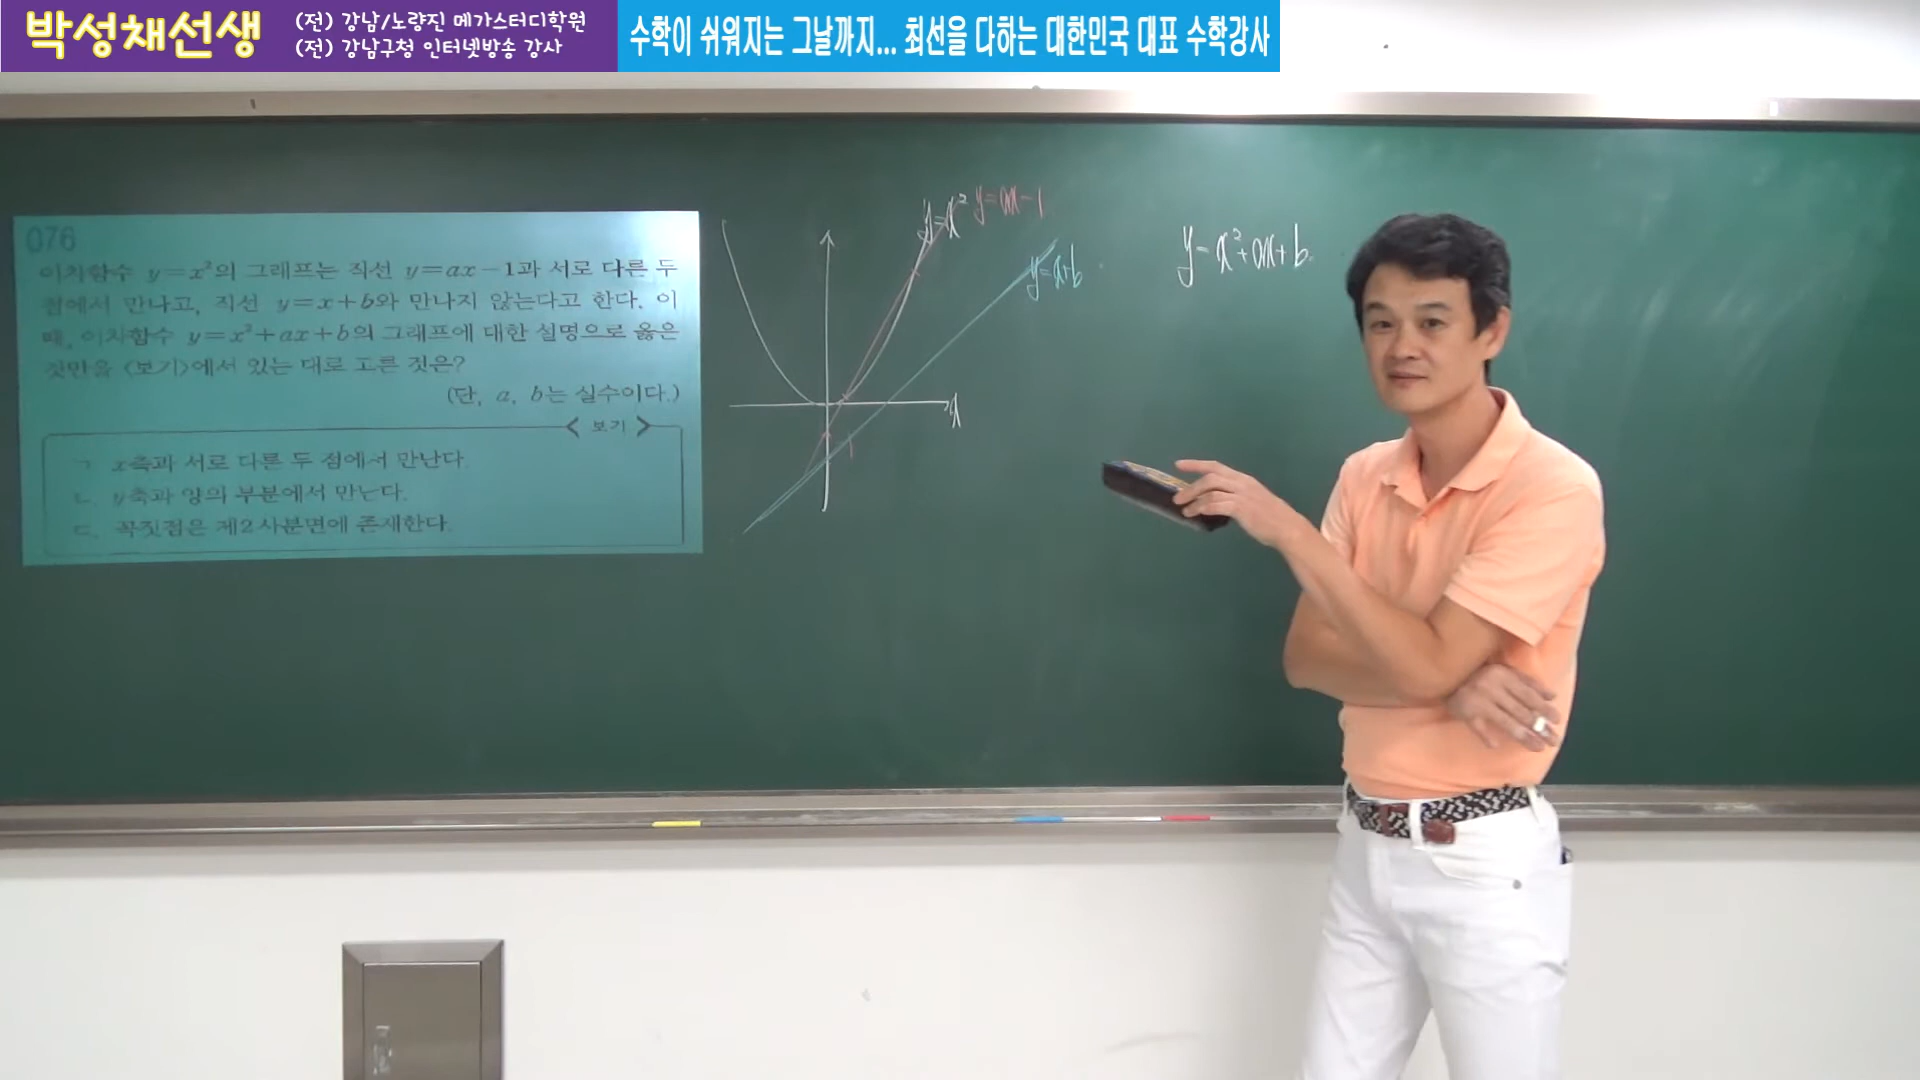 박성채선생
(전) 강남/노량진 메가스터디학원
(전) 강남구청 인터넷방송 강사
수학이 쉬워지는 그날까지... 최선을 다하는 대한민국 대표 수학강사
076
이차함수 y=x²의 그래프는 직선 y=ax-1과 서로 다른 두
점에서 만나고, 직선 y=x+b와 만나지 않는다고 한다. 이
때, 이차함수 y=x²+ax+b의 그래프에 대한 설명으로 옳은
것만을 <보기>에서 있는 대로 고른 것은?
(단, a, b는 실수이다.)
보기
ㄱ. x축과 서로 다른 두 점에서 만난다.
ㄴ. y축과 양의 부분에서 만난다.
ㄷ. 꼭짓점은 제2사분면에 존재한다.
y=x²
y=ax-1
y=x+b
x
y=x²+ax+b